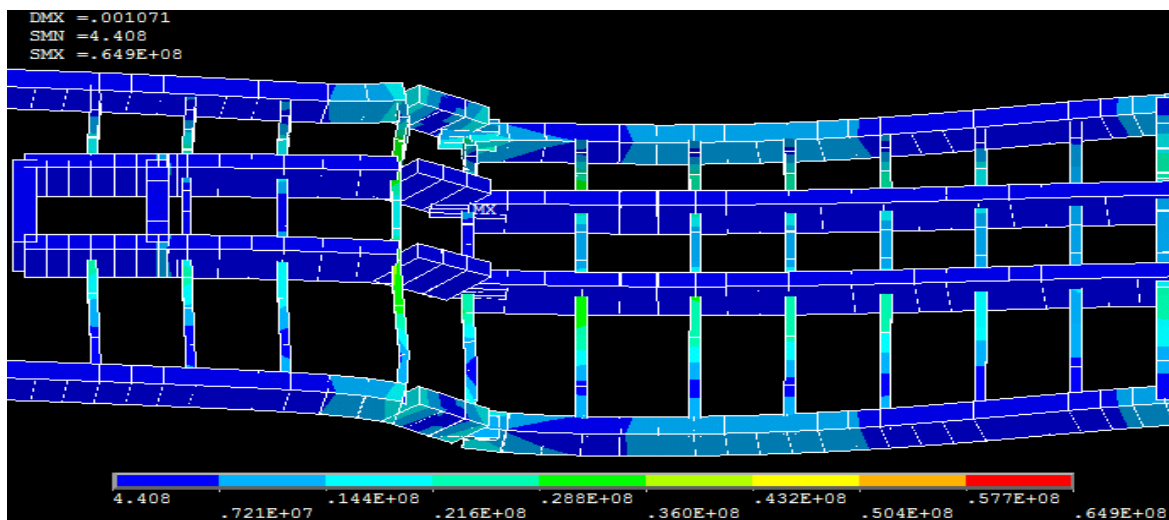 DMX =.001071
SMN =4.408
SMX =.649E+08
MX
4.408 .144E+08 .288E+08 .432E+08 .577E+08
.721E+07 .216E+08 .360E+08 .504E+08 .649E+08